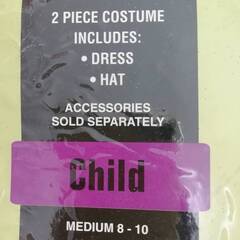 2 PIECE COSTUME
INCLUDES:
• DRESS
• HAT
ACCESSORIES
SOLD SEPARATELY
Child
MEDIUM 8 - 10